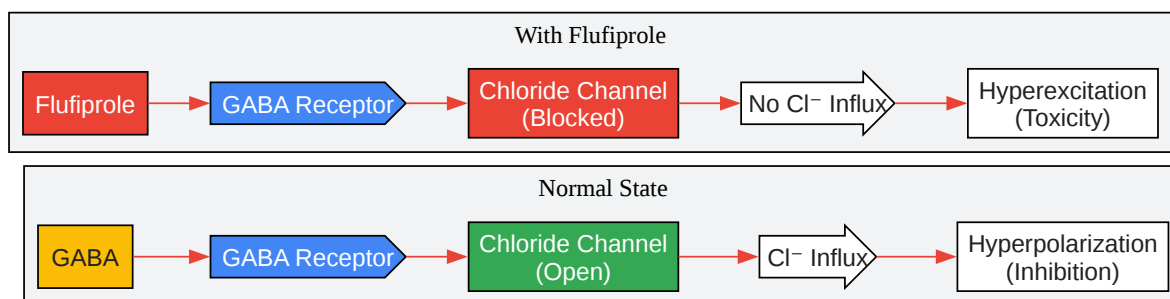 With Flufiprole
Flufiprole
GABA Receptor
Chloride Channel
(Blocked)
No Cl⁻ Influx
Hyperexcitation
(Toxicity)
Normal State
GABA
GABA Receptor
Chloride Channel
(Open)
Cl⁻ Influx
Hyperpolarization
(Inhibition)